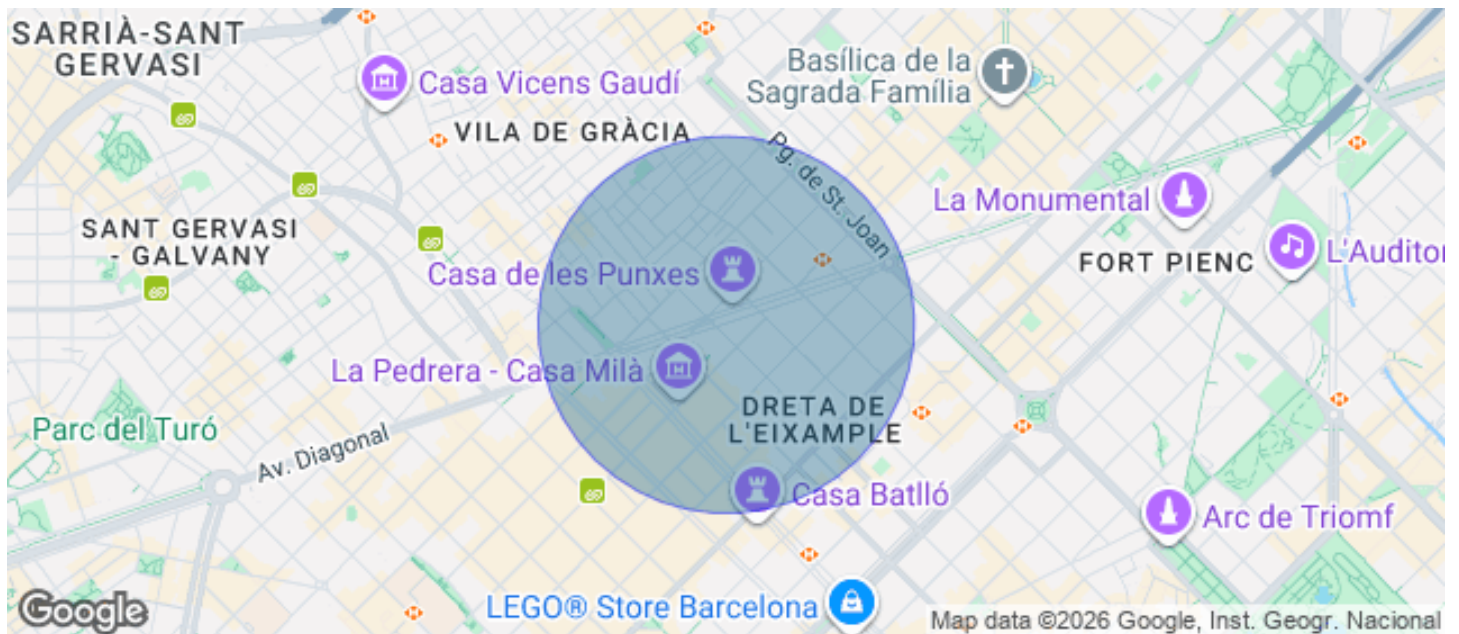 SARRIÀ-SANT
GERVASI
Casa Vicens Gaudí
Basílica de la
Sagrada Família
VILA DE GRÀCIA
Pg. de St. Joan
La Monumental
SANT GERVASI
- GALVANY
FORT PIENC
L'Auditor
Casa de les Punxes
La Pedrera - Casa Milà
DRETA DE
L'EIXAMPLE
Parc del Turó
Av. Diagonal
Casa Batlló
Arc de Triomf
LEGO® Store Barcelona
Google
Map data ©2026 Google, Inst. Geogr. Nacional